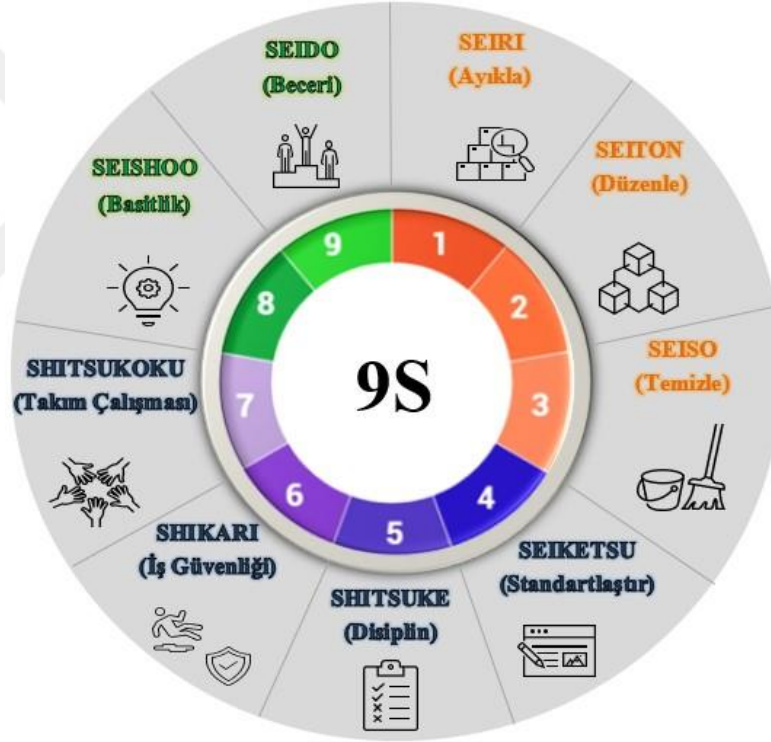 SEIRI
(Ayıkla)
SEITON
(Düzenle)
SEISO
(Temizle)
SEIKETSU
(Standartlaştır)
SHITSUKE
(Disiplin)
SHIKARI
(İş Güvenliği)
SHITSUKOKU
(Takım Çalışması)
SEISHOO
(Basitlik)
SEIDO
(Beceri)
1
2
3
4
5
6
7
8
9
9S